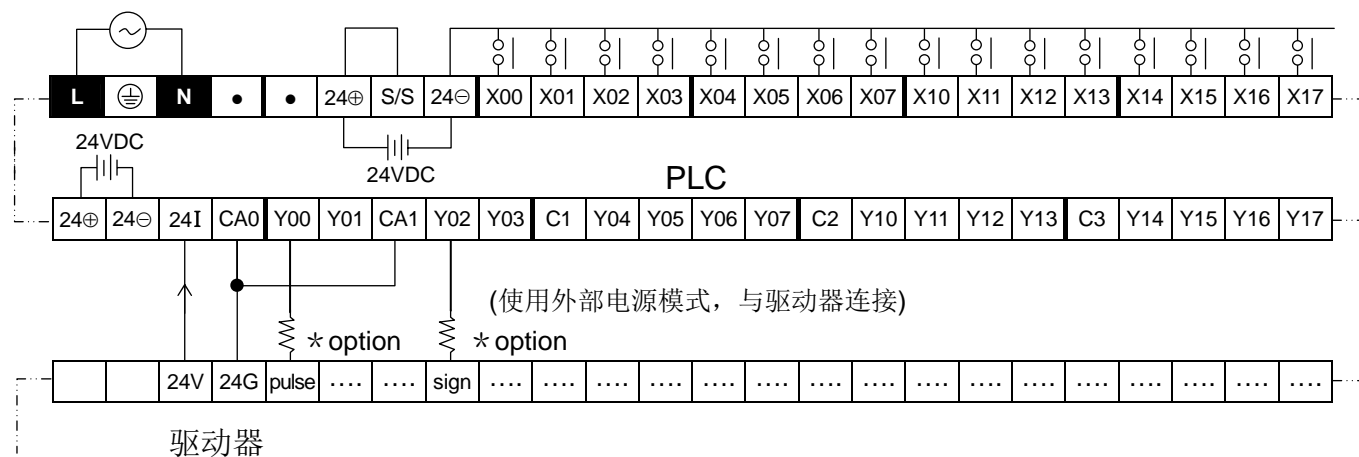 L ⏚ N • • 24⊕ S/S 24⊖ X00 X01 X02 X03 X04 X05 X06 X07 X10 X11 X12 X13 X14 X15 X16 X17
24VDC
24VDC
PLC
24⊕ 24⊖ 24I CA0 Y00 Y01 CA1 Y02 Y03 C1 Y04 Y05 Y06 Y07 C2 Y10 Y11 Y12 Y13 C3 Y14 Y15 Y16 Y17
(使用外部电源模式，与驱动器连接)
＊option ＊option
24V 24G pulse ···· ···· sign ···· ···· ···· ···· ···· ···· ···· ···· ···· ···· ···· ···· ···· ···· ···· ····
驱动器